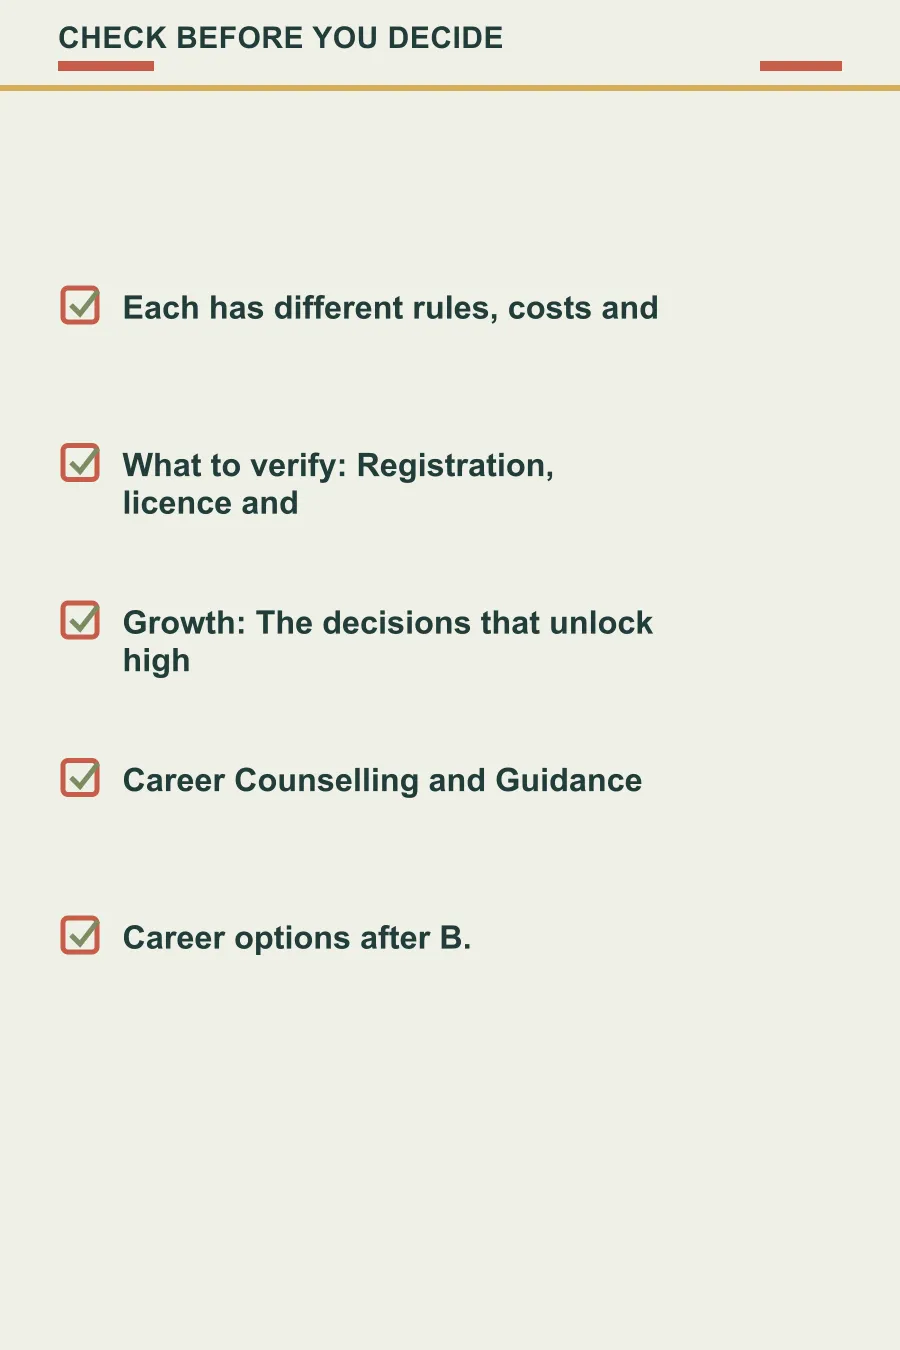 CHECK BEFORE YOU DECIDE
Each has different rules, costs and
What to verify: Registration,
licence and
Growth: The decisions that unlock
high
Career Counselling and Guidance
Career options after B.